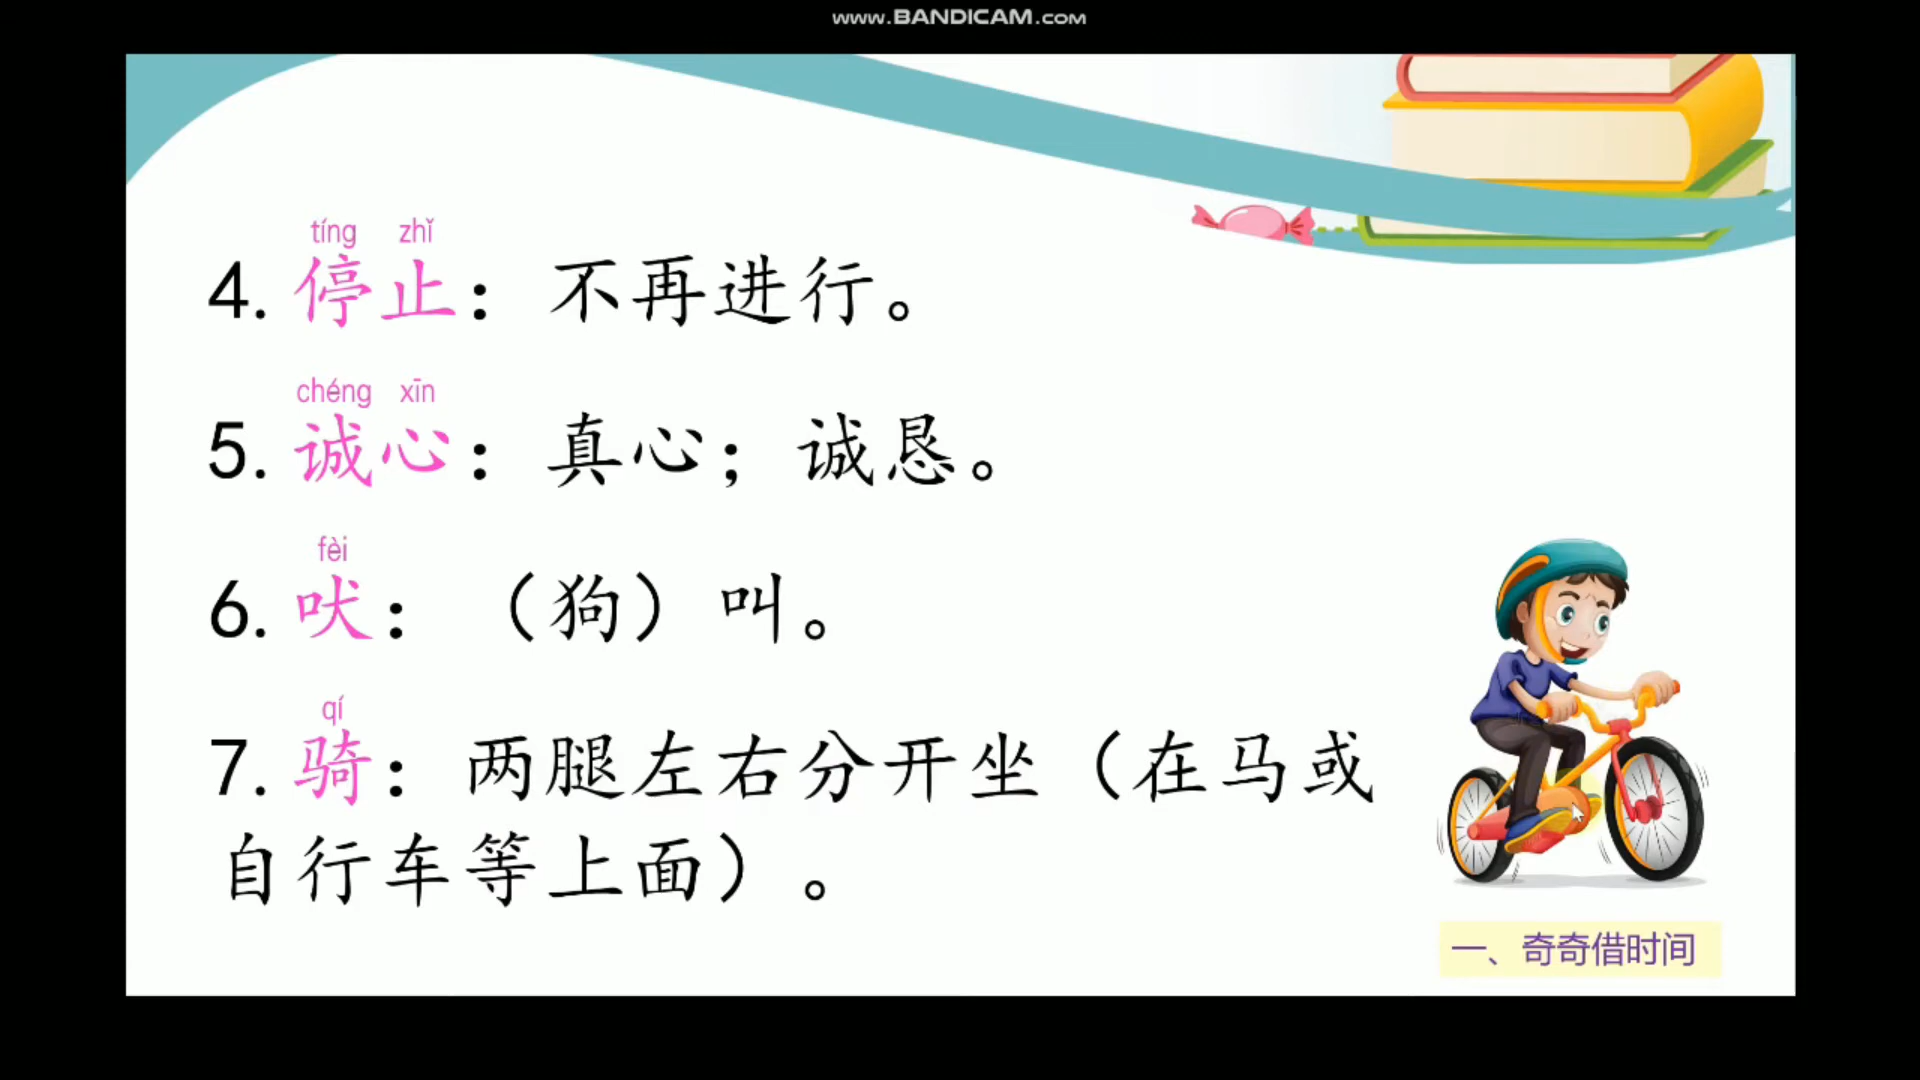 www.BANDICAM.com
tíng zhǐ
4. 停止：不再进行。
chéng xīn
5. 诚心：真心；诚恳。
fèi
6. 吠：（狗）叫。
qí
7. 骑：两腿左右分开坐（在马或
自行车等上面）。
一、奇奇借时间